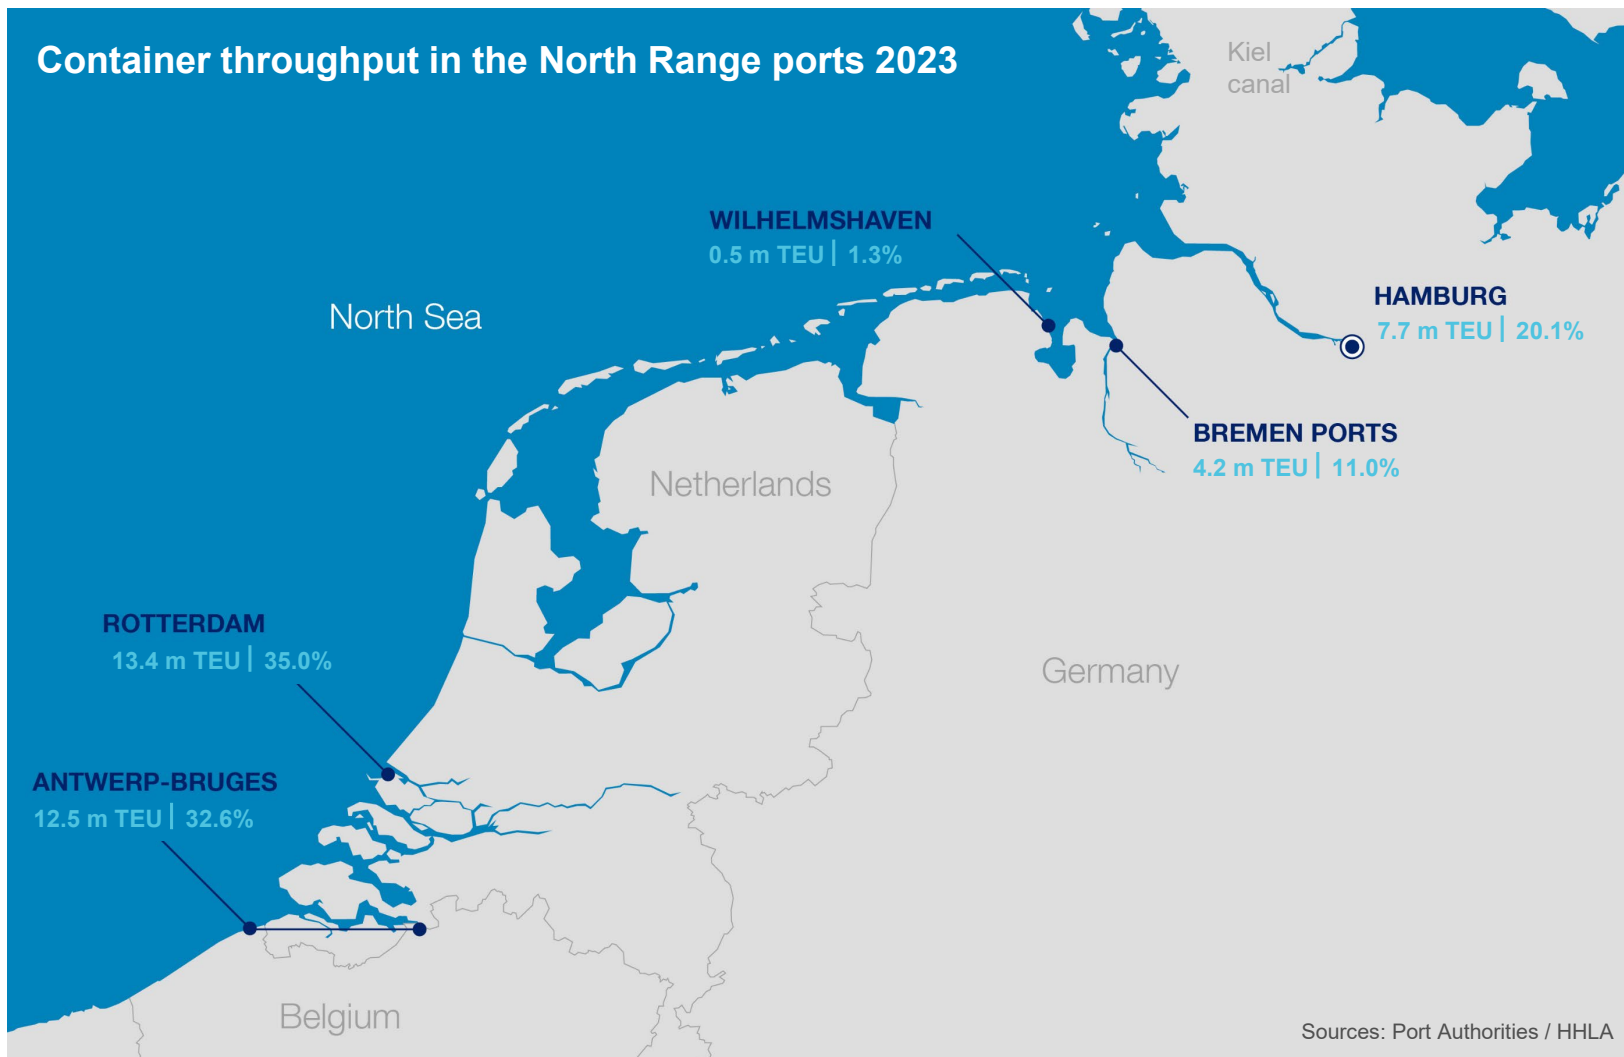 Container throughput in the North Range ports 2023
Kiel
canal
WILHELMSHAVEN
0.5 m TEU | 1.3%
North Sea
HAMBURG
7.7 m TEU | 20.1%
BREMEN PORTS
4.2 m TEU | 11.0%
Netherlands
ROTTERDAM
13.4 m TEU | 35.0%
Germany
ANTWERP-BRUGES
12.5 m TEU | 32.6%
Belgium
Sources: Port Authorities / HHLA